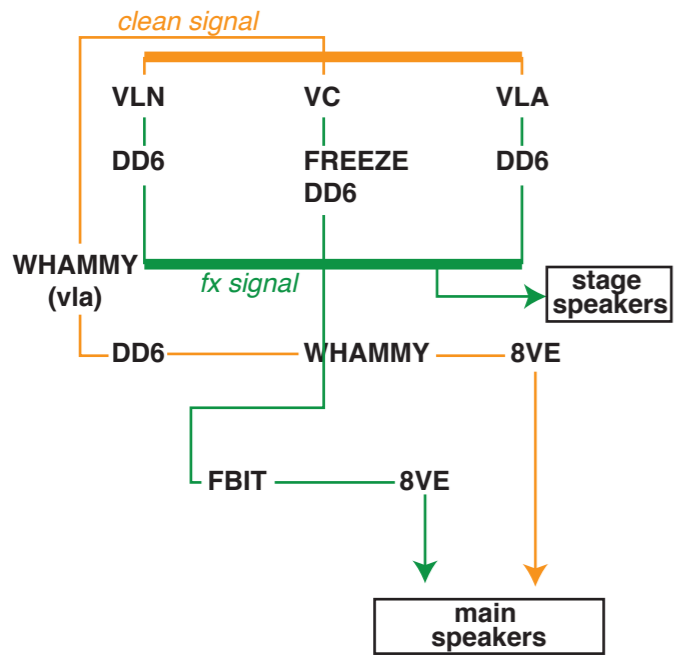 clean signal
VLN
VC
VLA
DD6
FREEZE
DD6
DD6
WHAMMY
(vla)
fx signal
stage
speakers
DD6
WHAMMY
8VE
FBIT
8VE
main
speakers